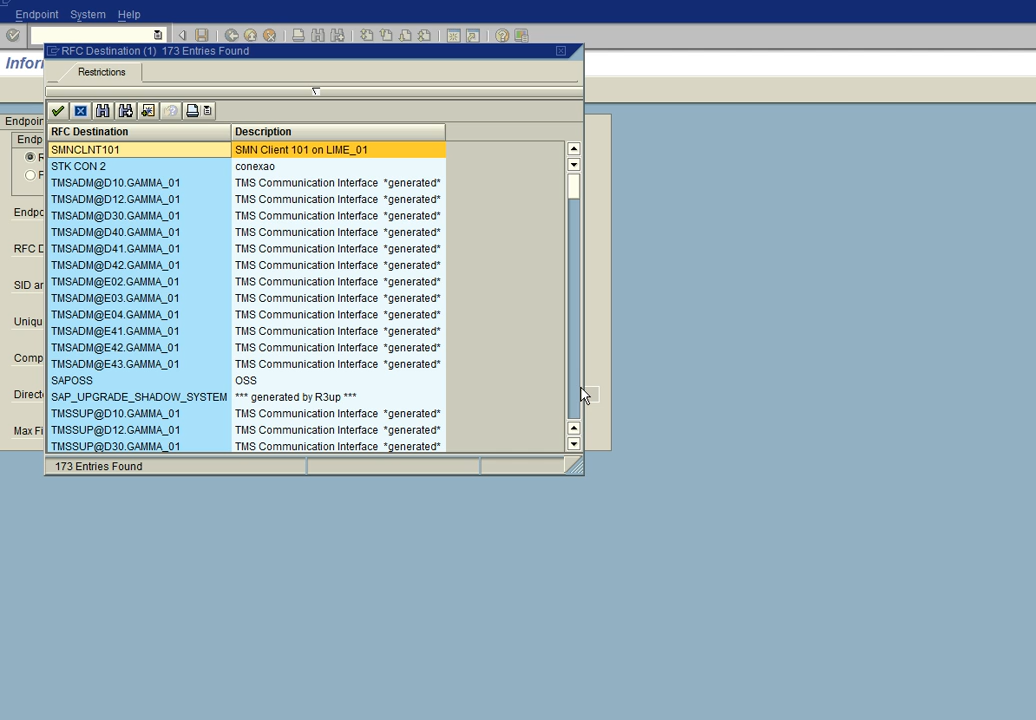 Endpoint System Help
RFC Destination (1) 173 Entries Found
Infor
Restrictions
Endpoin
RFC Destination Description
Endp
SMNCLNT101 SMN Client 101 on LIME_01
R
STK CON 2 conexao
F
TMSADM@D10.GAMMA_01 TMS Communication Interface *generated*
TMSADM@D12.GAMMA_01 TMS Communication Interface *generated*
Endpo
TMSADM@D30.GAMMA_01 TMS Communication Interface *generated*
TMSADM@D40.GAMMA_01 TMS Communication Interface *generated*
RFC D
TMSADM@D41.GAMMA_01 TMS Communication Interface *generated*
TMSADM@D42.GAMMA_01 TMS Communication Interface *generated*
SID ar
TMSADM@E02.GAMMA_01 TMS Communication Interface *generated*
TMSADM@E03.GAMMA_01 TMS Communication Interface *generated*
TMSADM@E04.GAMMA_01 TMS Communication Interface *generated*
Uniqu
TMSADM@E41.GAMMA_01 TMS Communication Interface *generated*
TMSADM@E42.GAMMA_01 TMS Communication Interface *generated*
Comp
TMSADM@E43.GAMMA_01 TMS Communication Interface *generated*
SAPOSS OSS
Directo
SAP_UPGRADE_SHADOW_SYSTEM *** generated by R3up ***
TMSSUP@D10.GAMMA_01 TMS Communication Interface *generated*
Max Fi
TMSSUP@D12.GAMMA_01 TMS Communication Interface *generated*
TMSSUP@D30.GAMMA_01 TMS Communication Interface *generated*
173 Entries Found